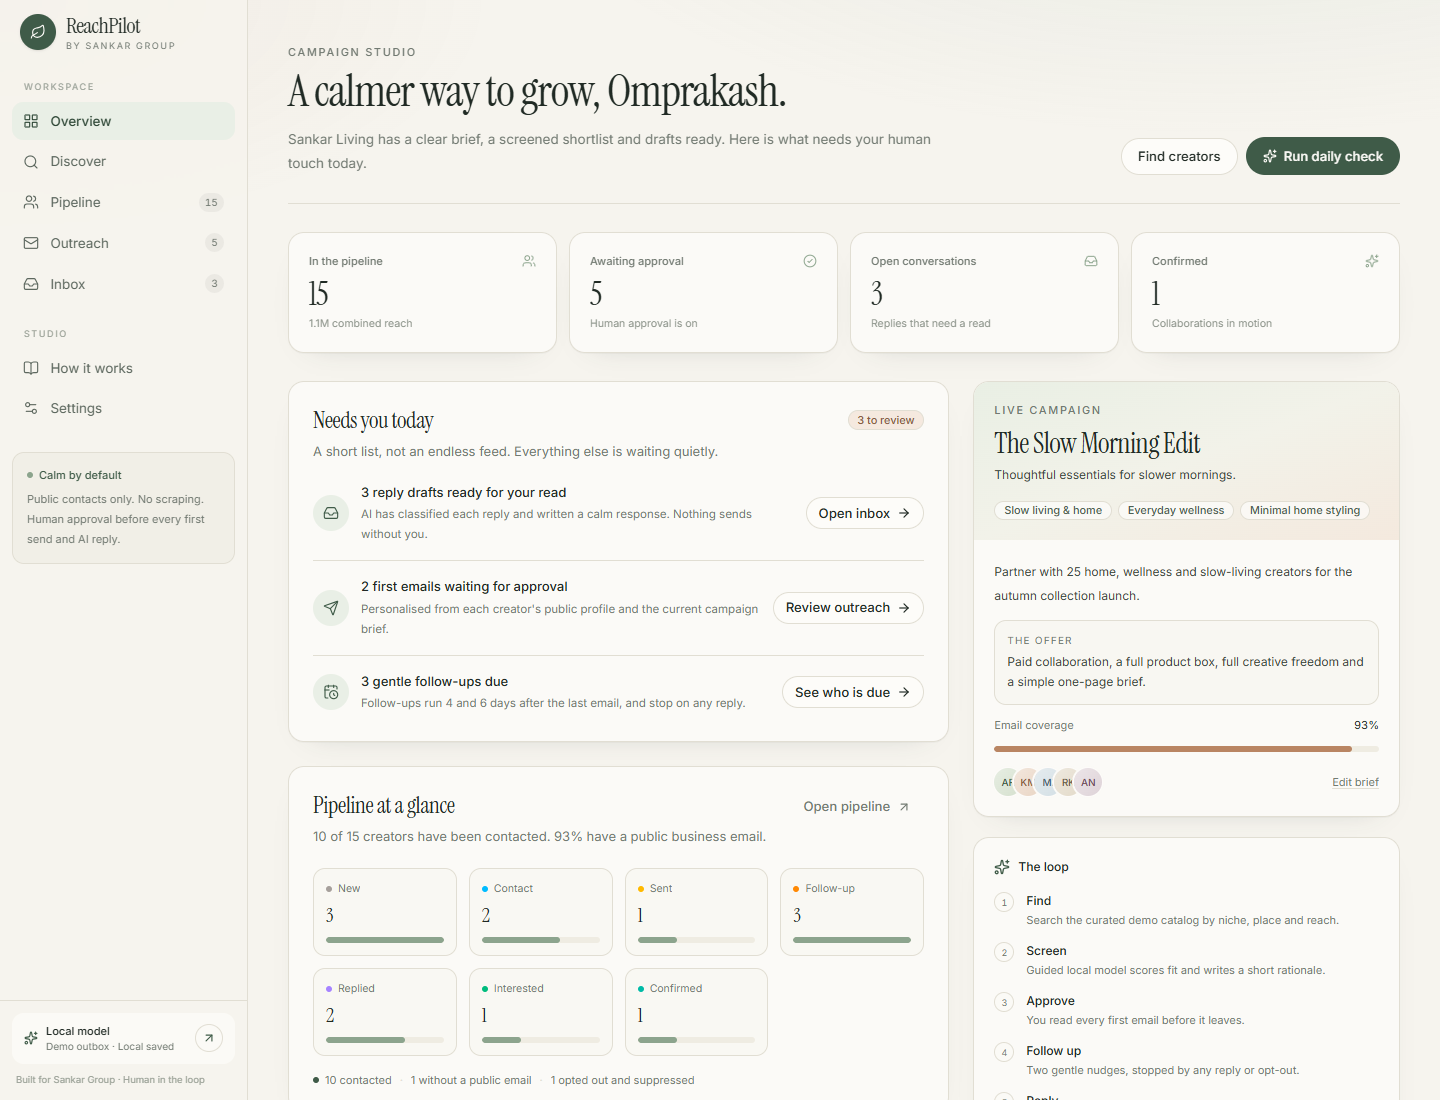 ReachPilot
BY SANKAR GROUP
WORKSPACE
Overview
Discover
Pipeline 15
Outreach 5
Inbox 3
STUDIO
How it works
Settings
Calm by default
Public contacts only. No scraping.
Human approval before every first
send and AI reply.
Local model
Demo outbox · Local saved
Built for Sankar Group · Human in the loop
CAMPAIGN STUDIO
A calmer way to grow, Omprakash.
Sankar Living has a clear brief, a screened shortlist and drafts ready. Here is what needs your human
touch today.
Find creators
Run daily check
In the pipeline
15
1.1M combined reach
Awaiting approval
5
Human approval is on
Open conversations
3
Replies that need a read
Confirmed
1
Collaborations in motion
Needs you today
3 to review
A short list, not an endless feed. Everything else is waiting quietly.
3 reply drafts ready for your read
AI has classified each reply and written a calm response. Nothing sends
without you.
Open inbox
2 first emails waiting for approval
Personalised from each creator's public profile and the current campaign
brief.
Review outreach
3 gentle follow-ups due
Follow-ups run 4 and 6 days after the last email, and stop on any reply.
See who is due
Pipeline at a glance
Open pipeline
10 of 15 creators have been contacted. 93% have a public business email.
New
3
Contact
2
Sent
1
Follow-up
3
Replied
2
Interested
1
Confirmed
1
10 contacted · 1 without a public email · 1 opted out and suppressed
LIVE CAMPAIGN
The Slow Morning Edit
Thoughtful essentials for slower mornings.
Slow living & home
Everyday wellness
Minimal home styling
Partner with 25 home, wellness and slow-living creators for the
autumn collection launch.
THE OFFER
Paid collaboration, a full product box, full creative freedom and
a simple one-page brief.
Email coverage 93%
AN
Edit brief
The loop
1 Find
Search the curated demo catalog by niche, place and reach.
2 Screen
Guided local model scores fit and writes a short rationale.
3 Approve
You read every first email before it leaves.
4 Follow up
Two gentle nudges, stopped by any reply or opt-out.